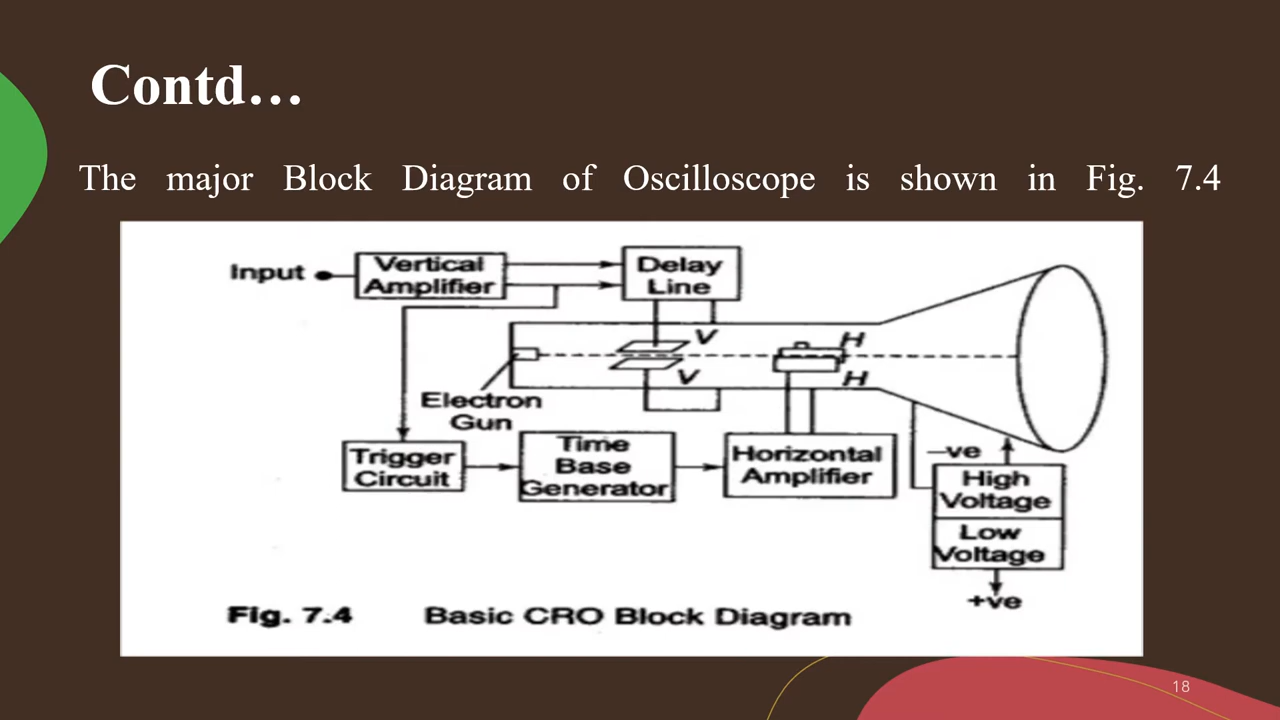 Contd…
The major Block Diagram of Oscilloscope is shown in Fig. 7.4
Input
Vertical
Amplifier
Delay
Line
V
V
H
H
Electron
Gun
Trigger
Circuit
Time
Base
Generator
Horizontal
Amplifier
–ve
High
Voltage
Low
Voltage
+ve
Fig. 7.4 Basic CRO Block Diagram
18